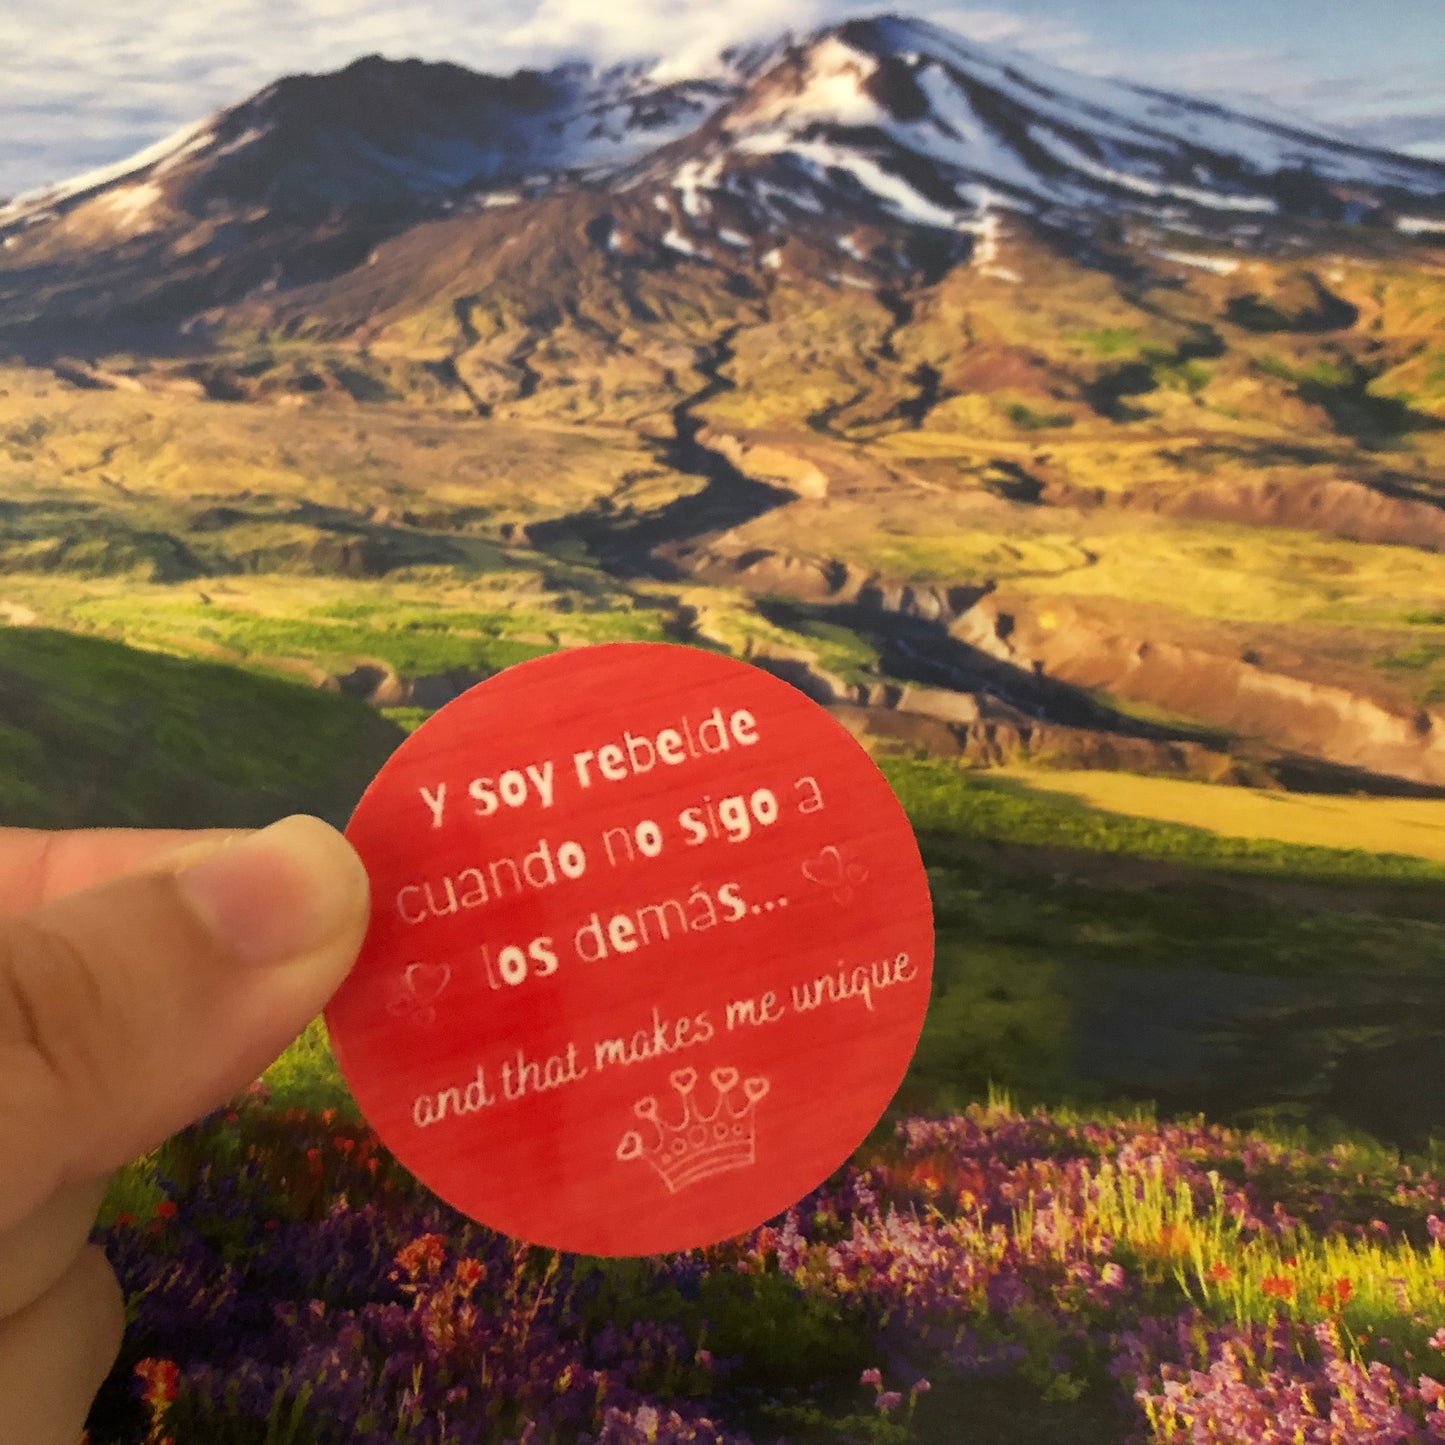 Y soy rebelde
cuando no sigo a
los demás...
and that makes me unique